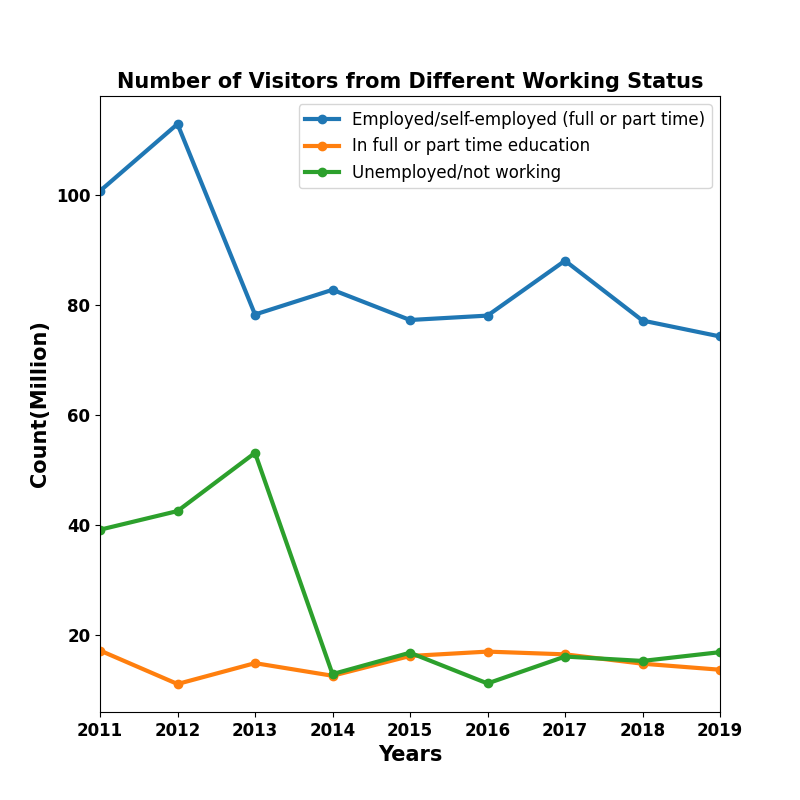 Number of Visitors from Different Working Status
Employed/self-employed (full or part time)
In full or part time education
Unemployed/not working
Count(Million)
100
80
60
40
20
2011 2012 2013 2014 2015 2016 2017 2018 2019
Years